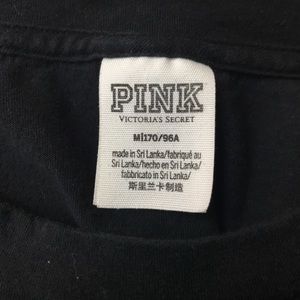 PINK
VICTORIA'S SECRET
M|170/96A
made in Sri Lanka/fabriqué au
Sri Lanka/hecho en Sri Lanka/
fabbricato in Sri Lanka/
斯里兰卡制造